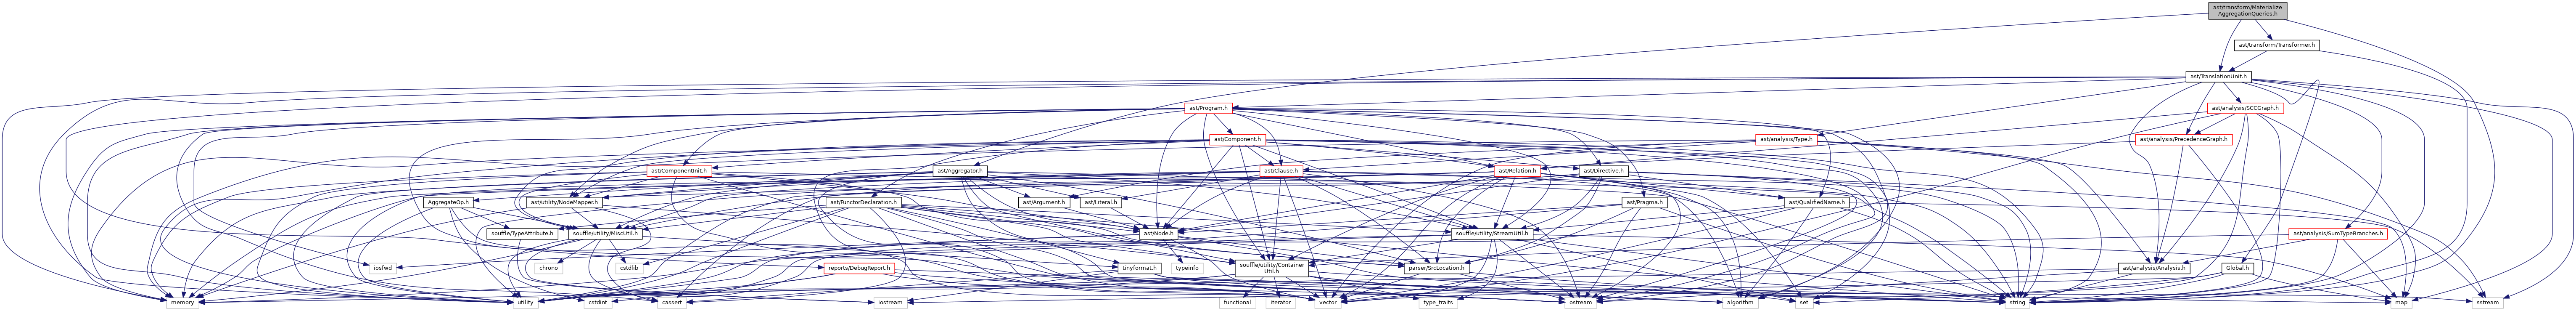 ast/transform/Materialize
AggregationQueries.h
ast/transform/Transformer.h
ast/TranslationUnit.h
ast/Program.h
ast/analysis/SCCGraph.h
ast/Component.h
ast/analysis/Type.h
ast/analysis/PrecedenceGraph.h
ast/ComponentInit.h
ast/Aggregator.h
ast/Clause.h
ast/Relation.h
ast/Directive.h
AggregateOp.h
ast/utility/NodeMapper.h
ast/FunctorDeclaration.h
ast/Argument.h
ast/Literal.h
ast/Pragma.h
ast/QualifiedName.h
souffle/TypeAttribute.h
souffle/utility/MiscUtil.h
ast/Node.h
souffle/utility/StreamUtil.h
ast/analysis/SumTypeBranches.h
iosfwd
chrono
cstdlib
reports/DebugReport.h
tinyformat.h
typeinfo
souffle/utility/Container
Util.h
parser/SrcLocation.h
ast/analysis/Analysis.h
Global.h
memory
utility
cstdint
cassert
iostream
functional
iterator
vector
type_traits
ostream
algorithm
set
string
map
sstream